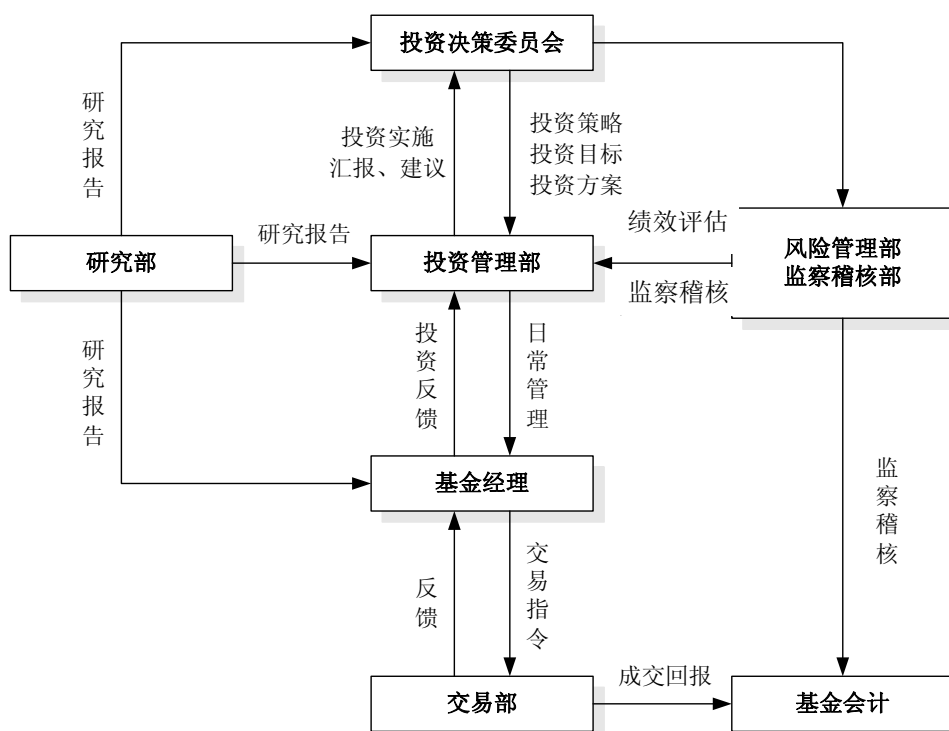 投资决策委员会
研究报告
投资实施
汇报、建议
投资策略
投资目标
投资方案
研究部
研究报告
投资管理部
绩效评估
监察稽核
风险管理部
监察稽核部
研究报告
投资反馈
日常管理
基金经理
监察稽核
反馈
交易指令
交易部
成交回报
基金会计